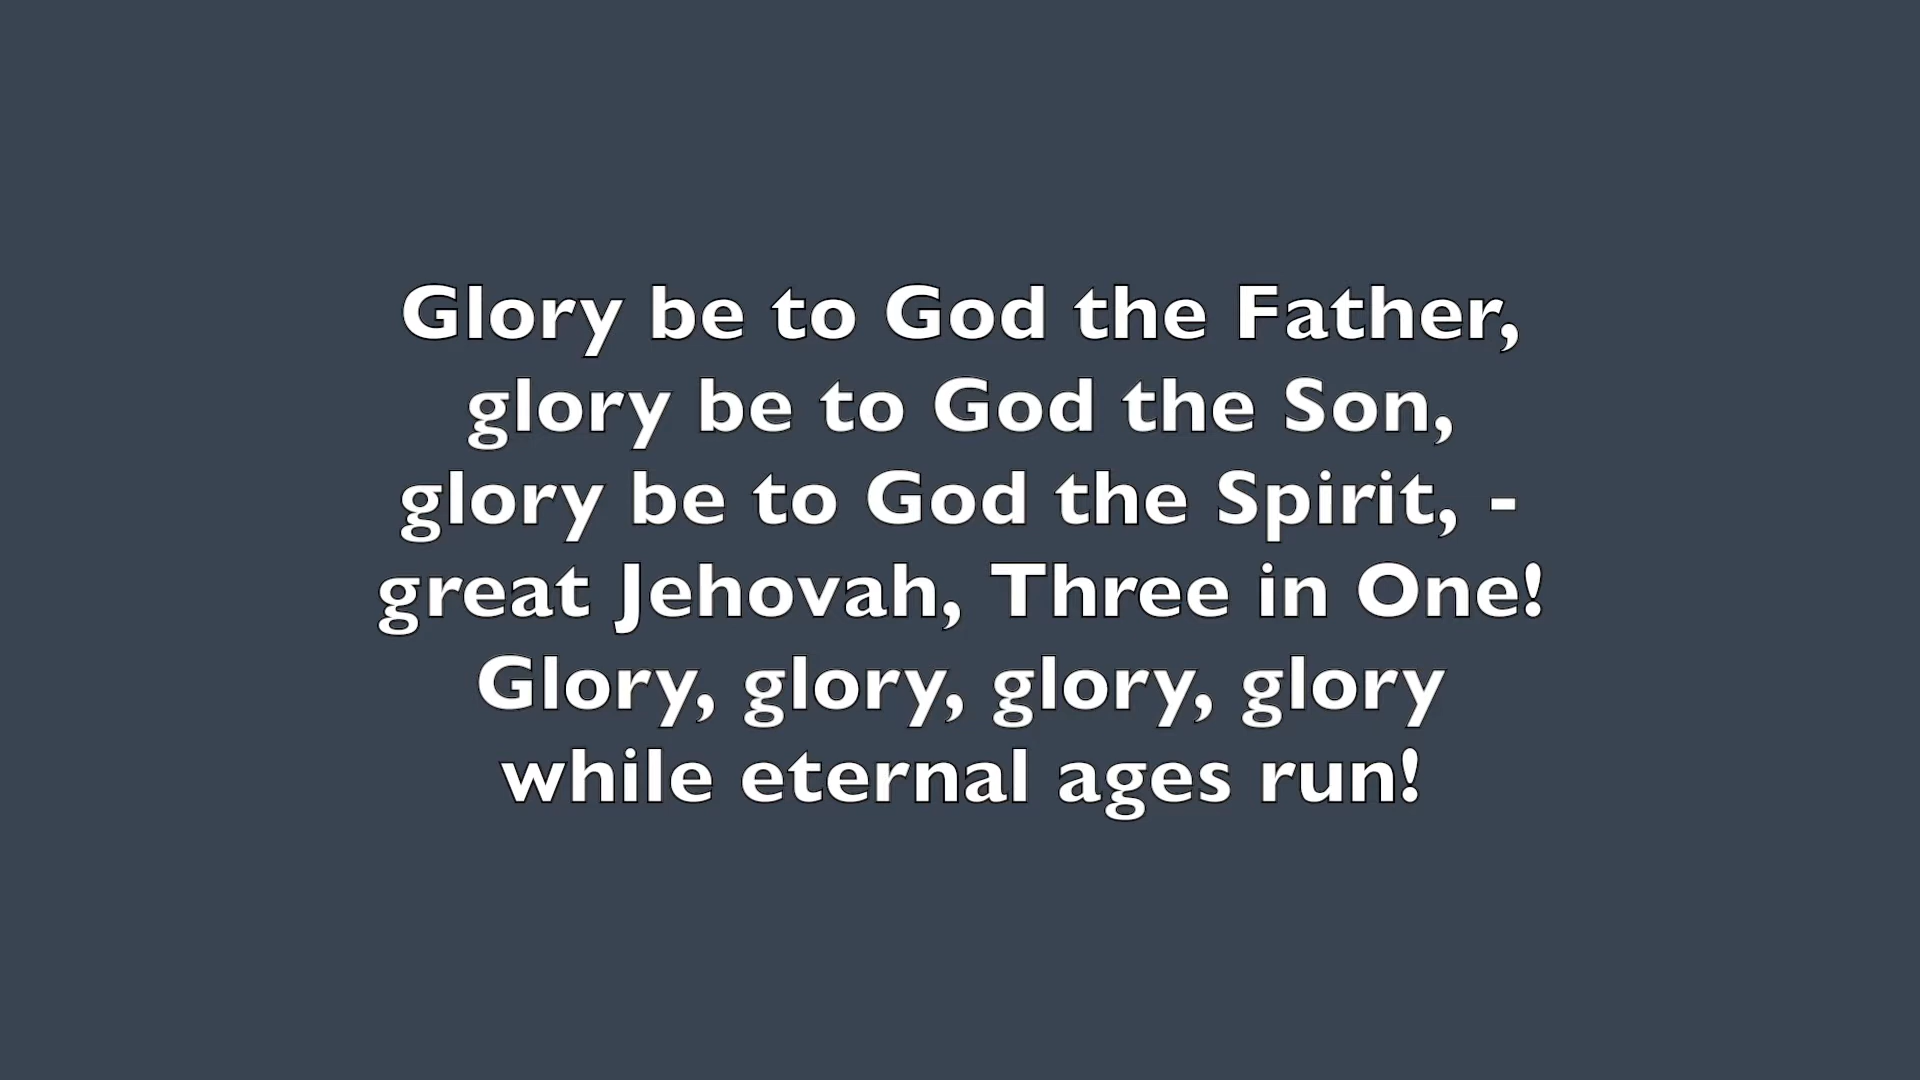 Glory be to God the Father,
glory be to God the Son,
glory be to God the Spirit, -
great Jehovah, Three in One!
Glory, glory, glory, glory
while eternal ages run!